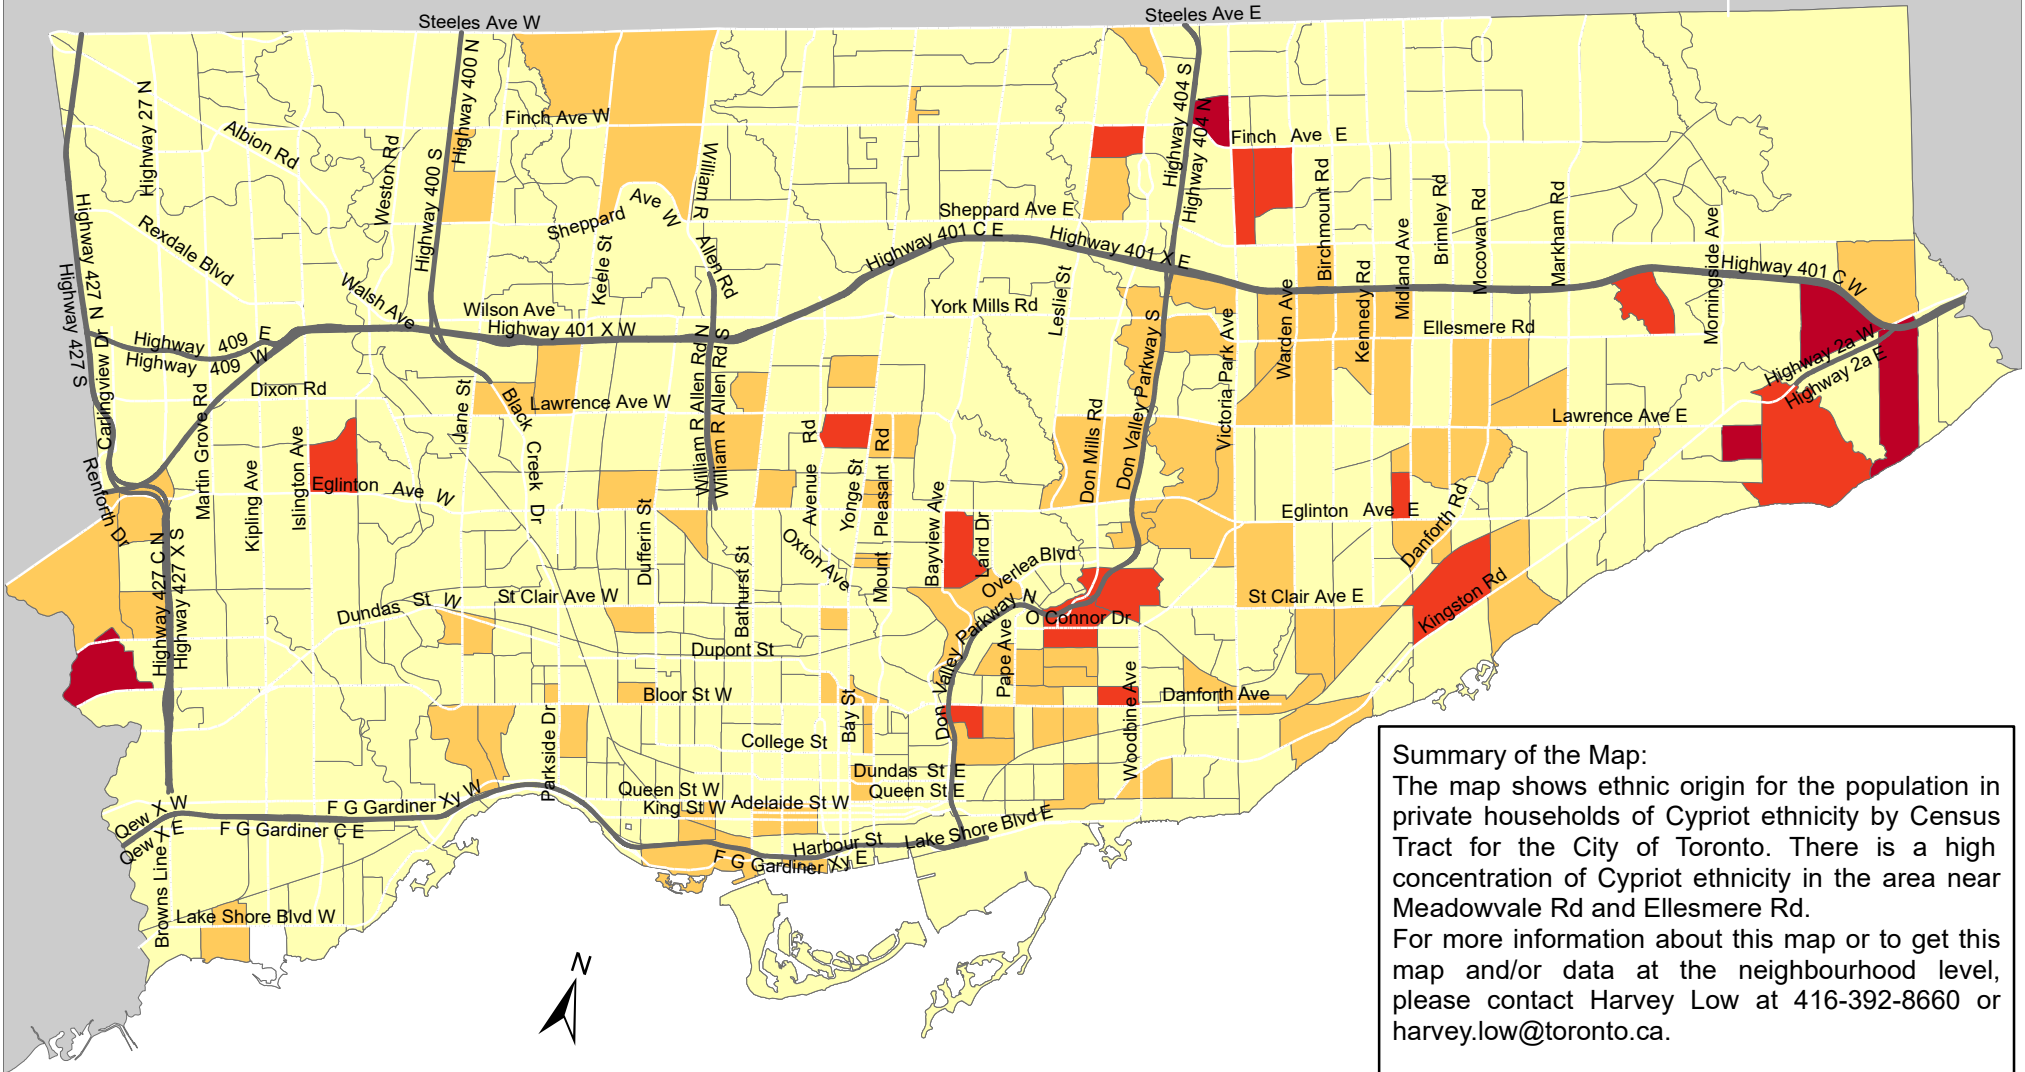 Steeles Ave W
Steeles Ave E
Highway 27 N
Albion Rd
Weston Rd
Highway 400 N
Highway 400 S
Finch Ave W
William R Allen Rd
Highway 404 S
Highway 404 N
Finch Ave E
Highway 427 N
Highway 427 S
Rexdale Blvd
Walsh Ave
Sheppard Ave W
Keele St
Sheppard Ave E
Highway 401 C E
Highway 401 X E
Leslie St
Birchmount Rd
Midland Ave
Brimley Rd
Mccowan Rd
Markham Rd
Morningside Ave
Highway 401 C W
Wilson Ave
Highway 401 X W
York Mills Rd
Ellesmere Rd
Warden Ave
Kennedy Rd
Victoria Park Ave
Highway 409 E
Highway 409 W
Carlingview Dr
Dixon Rd
Martin Grove Rd
Jane St
Black Creek Dr
Lawrence Ave W
William R Allen Rd N
William R Allen Rd S
Avenue Rd
Yonge St
Mount Pleasant Rd
Don Mills Rd
Don Valley Parkway S
Lawrence Ave E
Highway 2a W
Highway 2a E
Renforth Dr
Kipling Ave
Islington Ave
Eglinton Ave W
Dufferin St
Bathurst St
Oxton Ave
Bayview Ave
Laird Dr
Overlea Blvd
Eglinton Ave E
Danforth Rd
Highway 427 C N
Highway 427 X S
Dundas St W
St Clair Ave W
Don Valley Parkway N
O Connor Dr
St Clair Ave E
Kingston Rd
Dupont St
Pape Ave
Bloor St W
Bay St
Woodbine Ave
Danforth Ave
Parkside Dr
College St
Dundas St E
Queen St W
Queen St E
King St W
Adelaide St W
Qew X W
Qew X E
F G Gardiner Xy W
F G Gardiner C E
Harbour St
Lake Shore Blvd E
F G Gardiner Xy E
Browns Line
Lake Shore Blvd W
N
Summary of the Map:
The map shows ethnic origin for the population in
private households of Cypriot ethnicity by Census
Tract for the City of Toronto. There is a high
concentration of Cypriot ethnicity in the area near
Meadowvale Rd and Ellesmere Rd.
For more information about this map or to get this
map and/or data at the neighbourhood level,
please contact Harvey Low at 416-392-8660 or
harvey.low@toronto.ca.